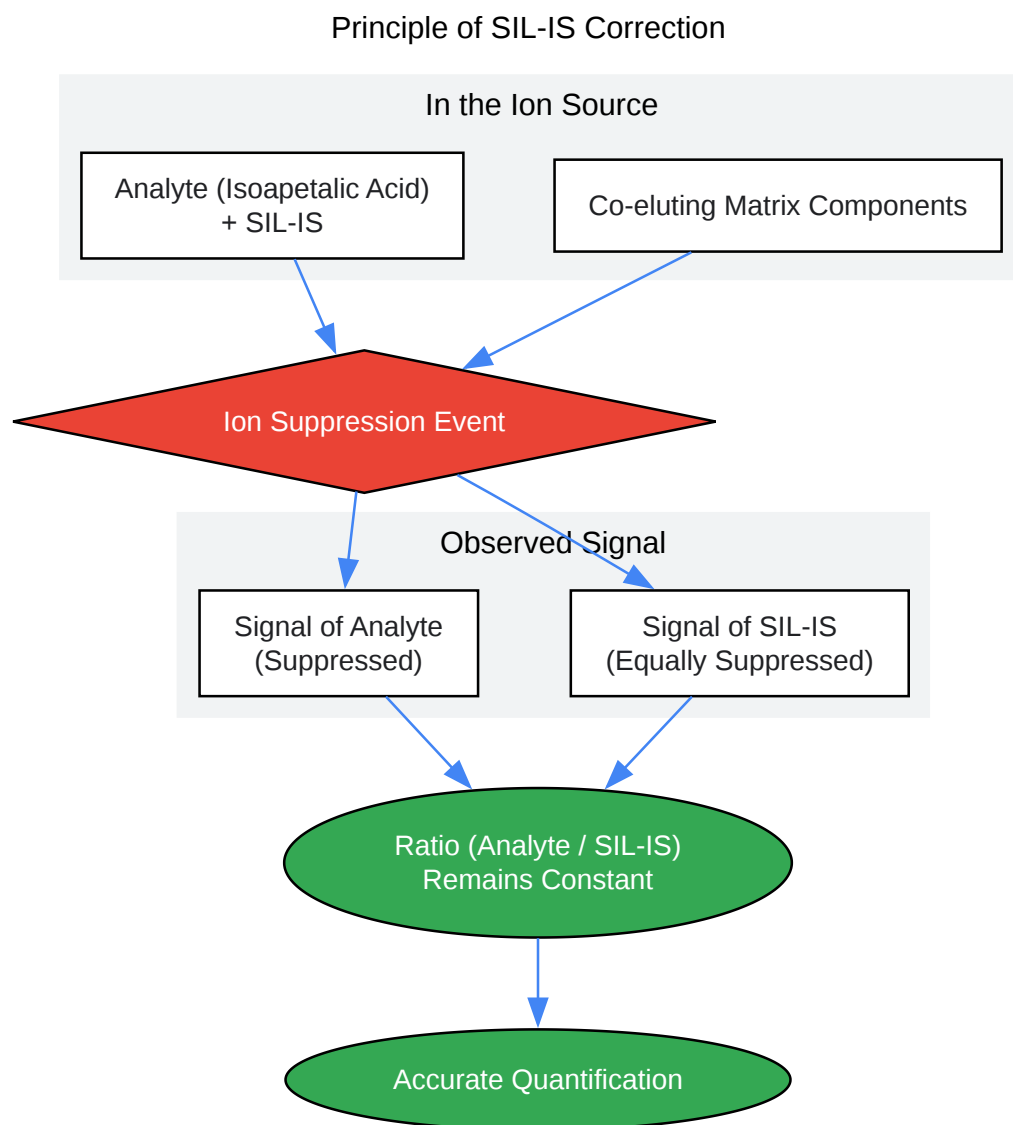 Principle of SIL-IS Correction
In the Ion Source
Analyte (Isoapetalic Acid)
+ SIL-IS
Co-eluting Matrix Components
Ion Suppression Event
Observed Signal
Signal of Analyte
(Suppressed)
Signal of SIL-IS
(Equally Suppressed)
Ratio (Analyte / SIL-IS)
Remains Constant
Accurate Quantification